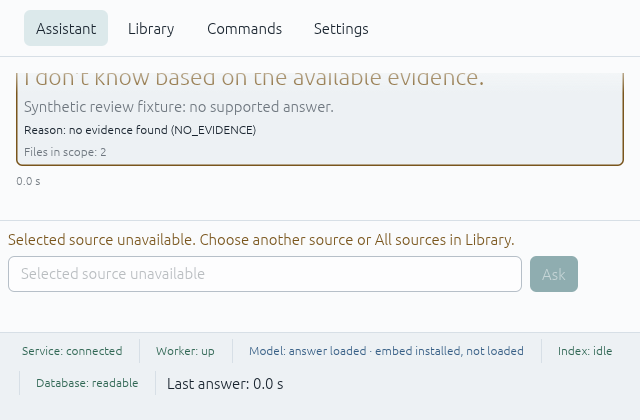 Assistant Library Commands Settings
I don't know based on the available evidence.
Synthetic review fixture: no supported answer.
Reason: no evidence found (NO_EVIDENCE)
Files in scope: 2
0.0 s
Selected source unavailable. Choose another source or All sources in Library.
Selected source unavailable Ask
Service: connected Worker: up Model: answer loaded · embed installed, not loaded Index: idle
Database: readable Last answer: 0.0 s